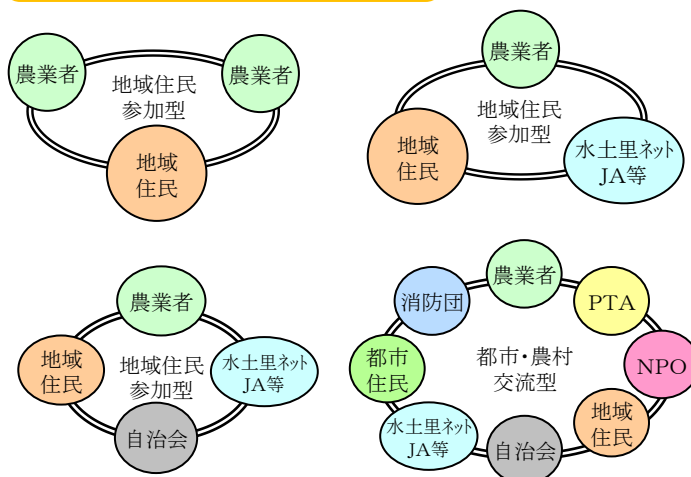 農業者
農業者
地域住民
参加型
地域
住民
農業者
地域住民
参加型
地域
住民
水土里ネット
JA等
農業者
地域
住民
地域住民
参加型
水土里ネット
JA等
自治会
農業者
消防団
PTA
都市
住民
都市・農村
交流型
NPO
水土里ネット
JA等
自治会
地域
住民